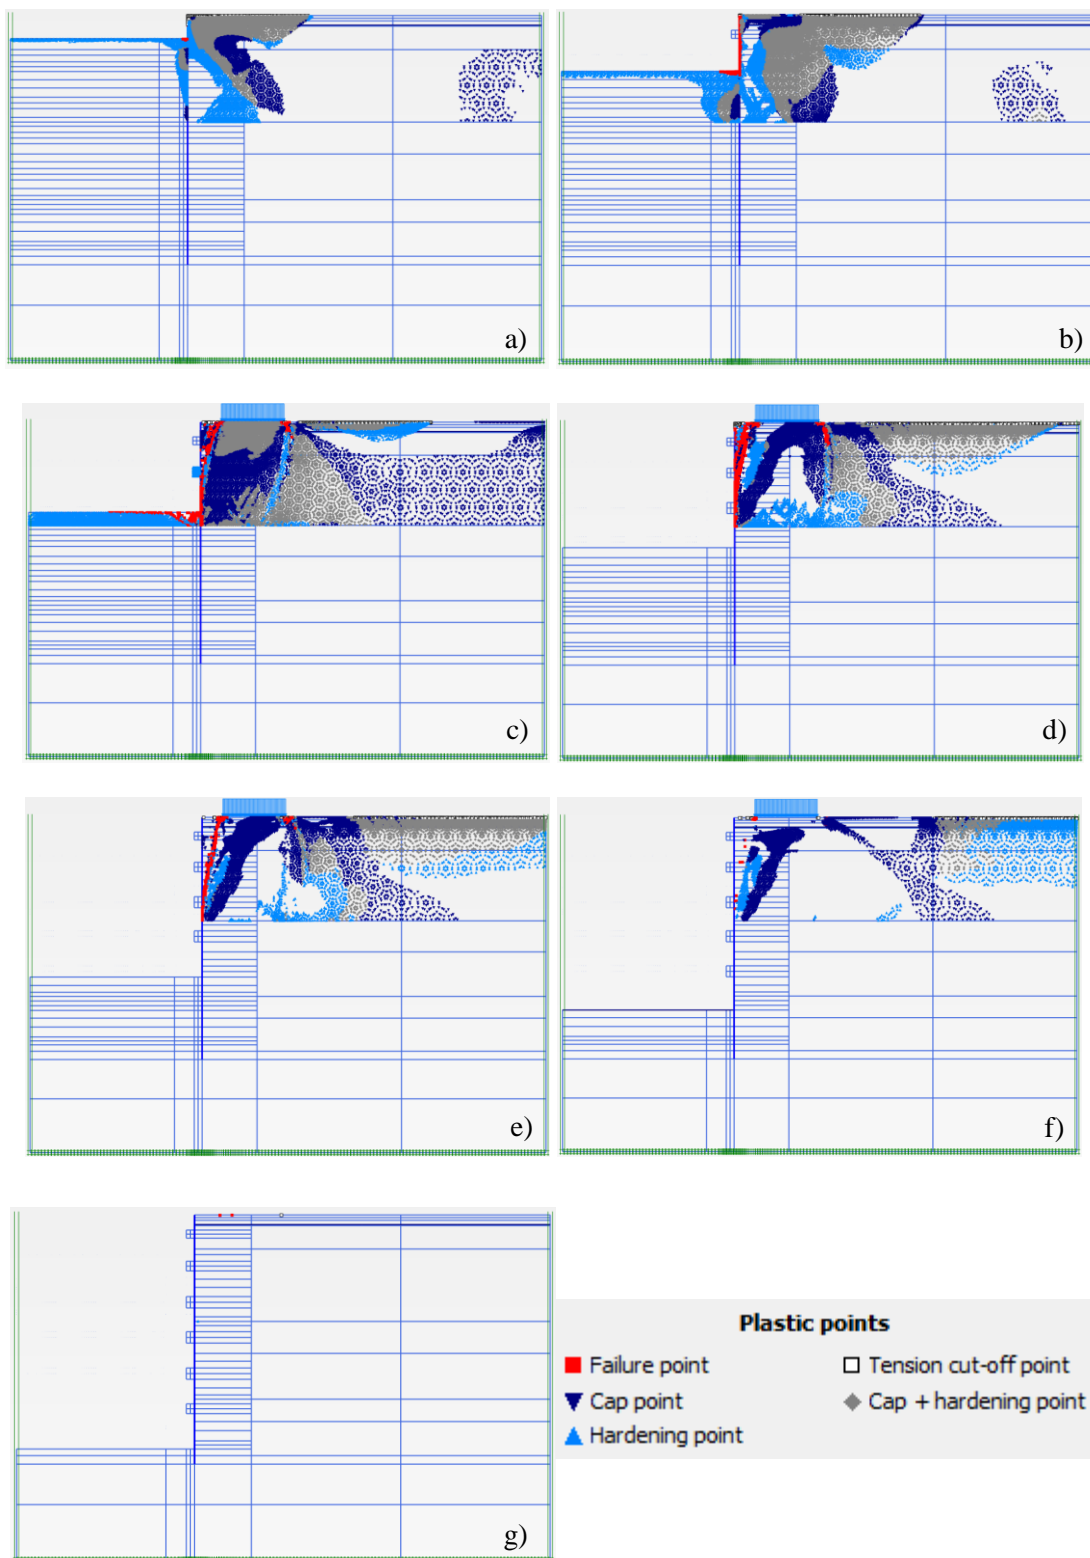 a)
b)
c)
d)
e)
f)
g)
Plastic points
Failure point
Tension cut-off point
Cap point
Cap + hardening point
Hardening point